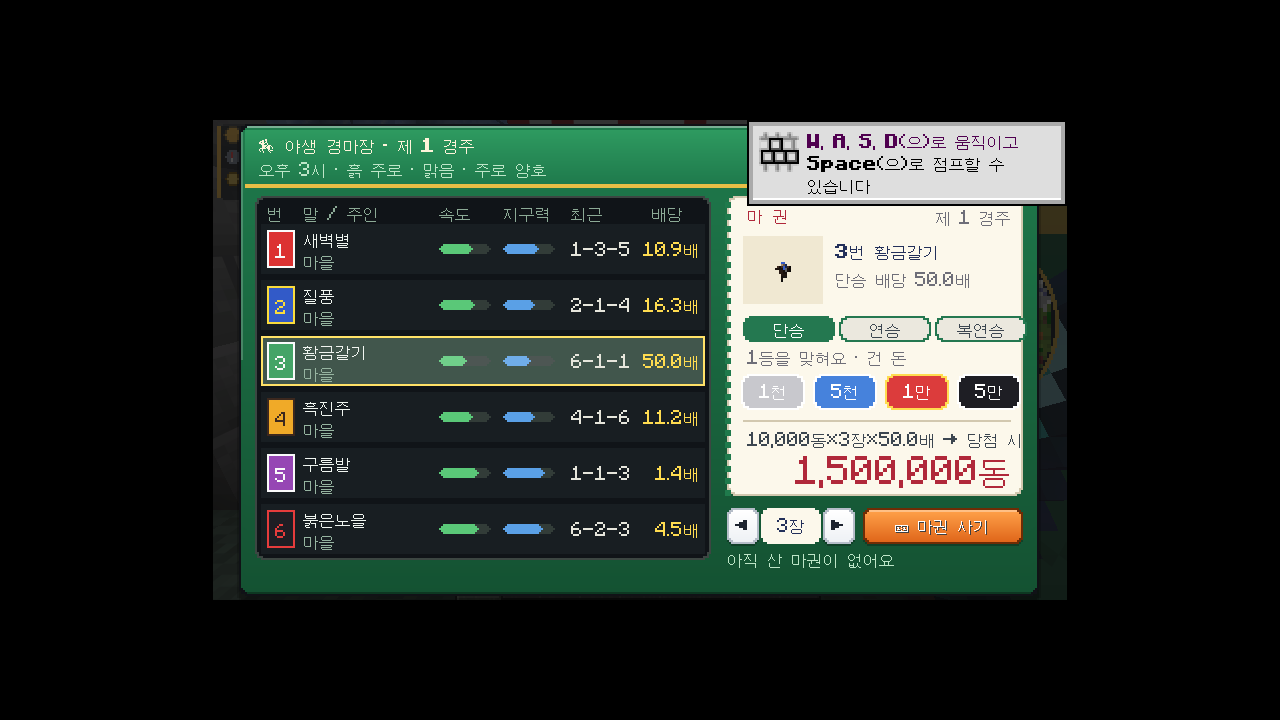 야생 경마장 · 제 1 경주
오후 3시 · 흙 주로 · 맑음 · 주로 양호
W, A, S, D(으)로 움직이고
Space(으)로 점프할 수
있습니다
번 말 / 주인 속도 지구력 최근 배당
1 새벽별 1-3-5 10.9배
마을
2 질풍 2-1-4 16.3배
마을
3 황금갈기 6-1-1 50.0배
마을
4 흑진주 4-1-6 11.2배
마을
5 구름발 1-1-3 1.4배
마을
6 붉은노을 6-2-3 4.5배
마을
마 권 제 1 경주
3번 황금갈기
단승 배당 50.0배
단승 연승 복연승
1등을 맞혀요 · 건 돈
1천 5천 1만 5만
10,000동×3장×50.0배 → 당첨 시
1,500,000동
◀ 3장 ▶ 마권 사기
아직 산 마권이 없어요